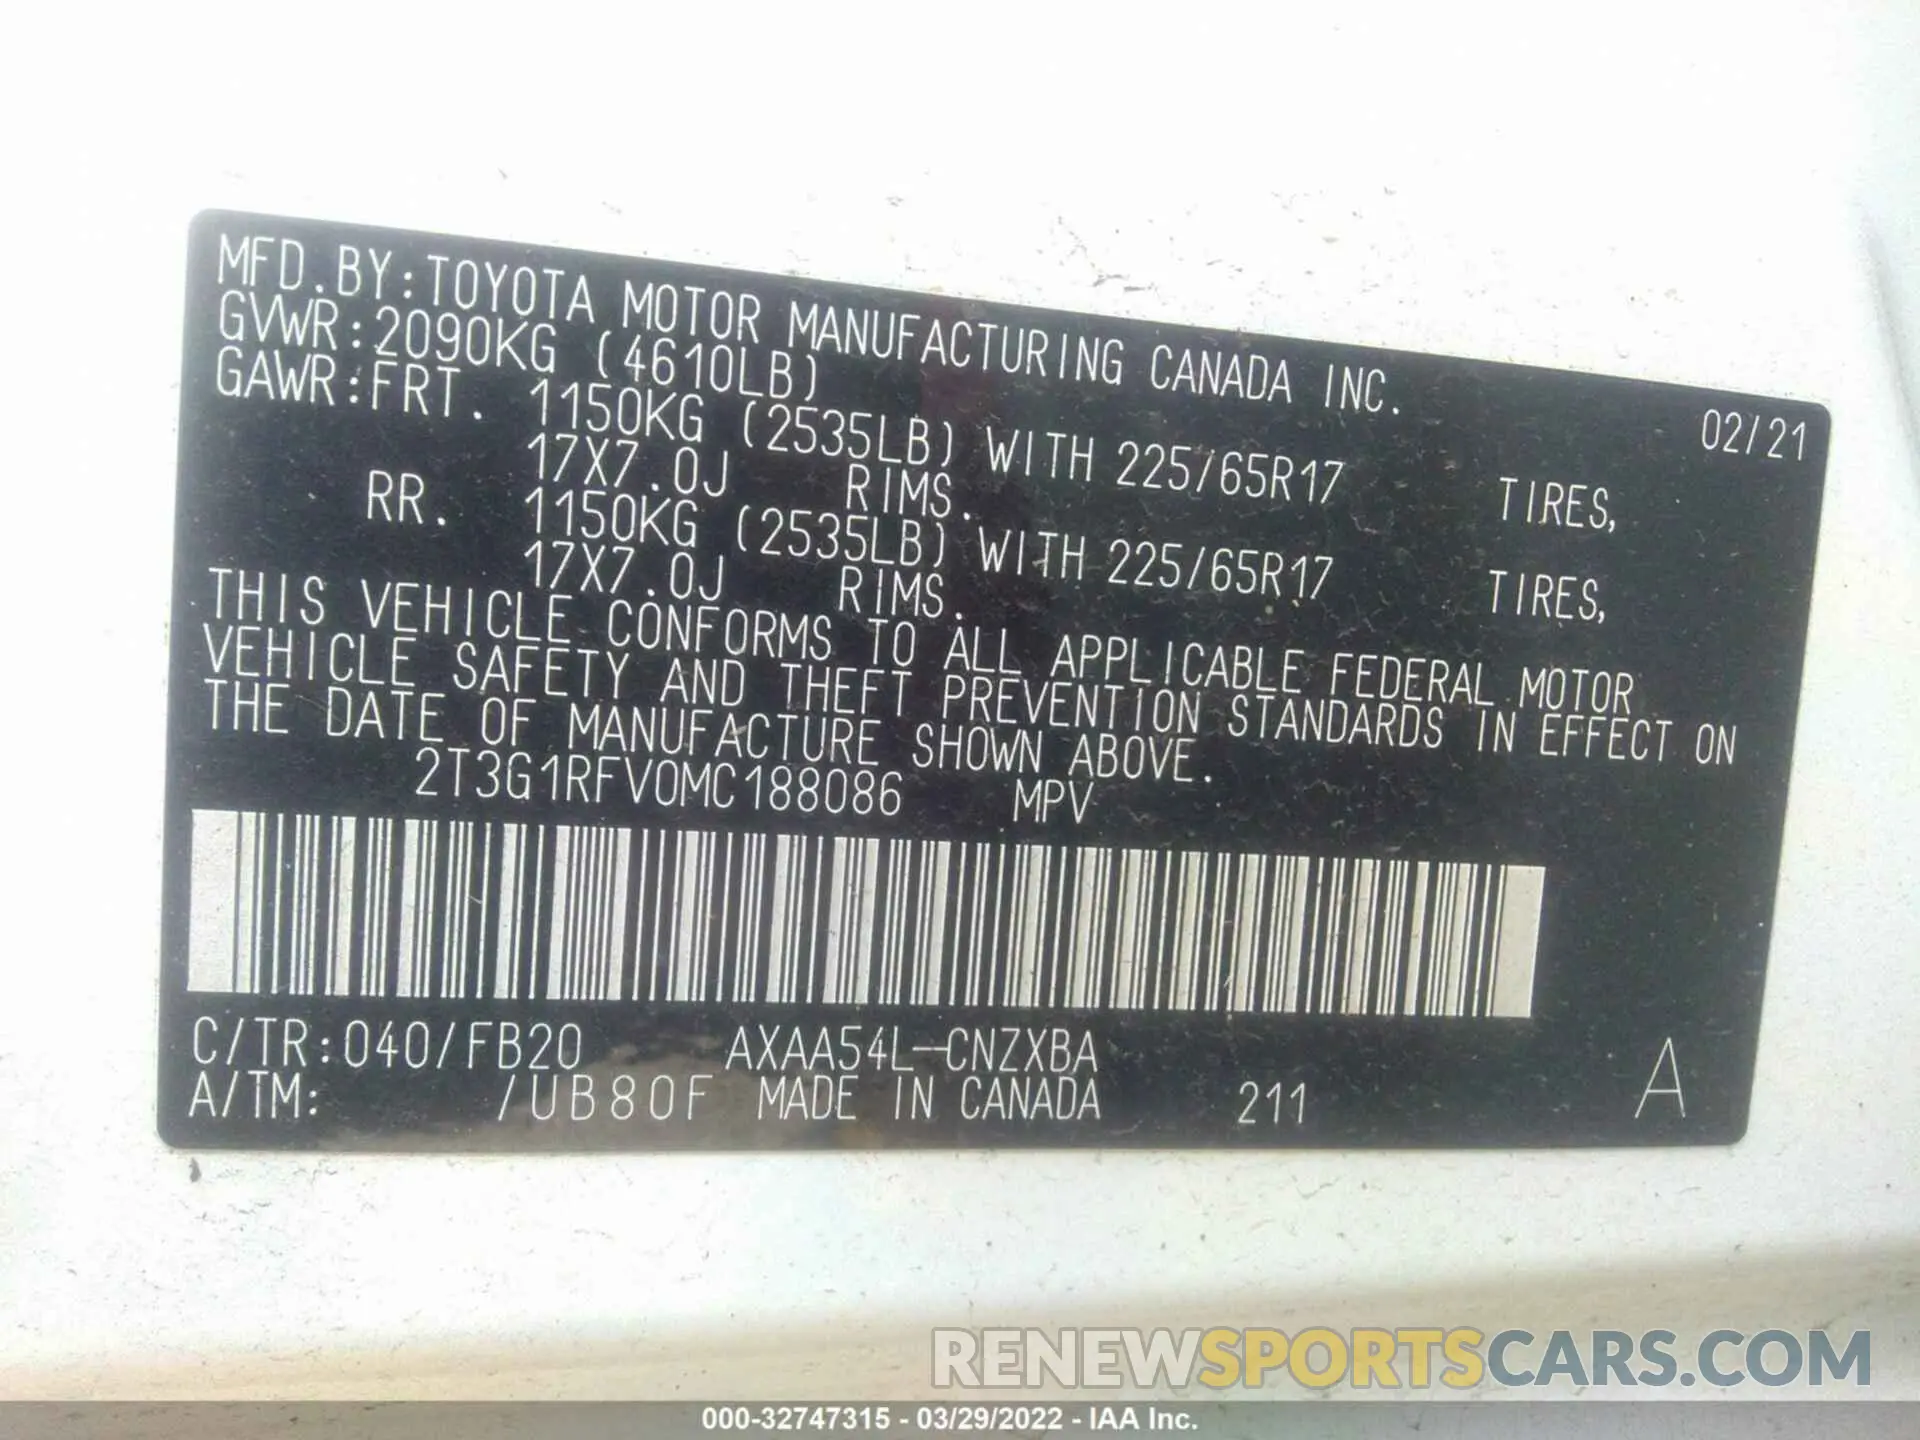 MFD.BY:TOYOTA MOTOR MANUFACTURING CANADA INC. 02/21
GVWR:2090KG (4610LB)
GAWR:FRT. 1150KG (2535LB) WITH 225/65R17 TIRES,
17X7.0J RIMS.
RR. 1150KG (2535LB) WITH 225/65R17 TIRES,
17X7.0J RIMS.
THIS VEHICLE CONFORMS TO ALL APPLICABLE FEDERAL MOTOR
VEHICLE SAFETY AND THEFT PREVENTION STANDARDS IN EFFECT ON
THE DATE OF MANUFACTURE SHOWN ABOVE.
2T3G1RFV0MC188086 MPV
C/TR:040/FB20 AXAA54L-CNZXBA
A/TM: /UB80F MADE IN CANADA 211 A
RENEWSPORTSCARS.COM
000-32747315 - 03/29/2022 - IAA Inc.